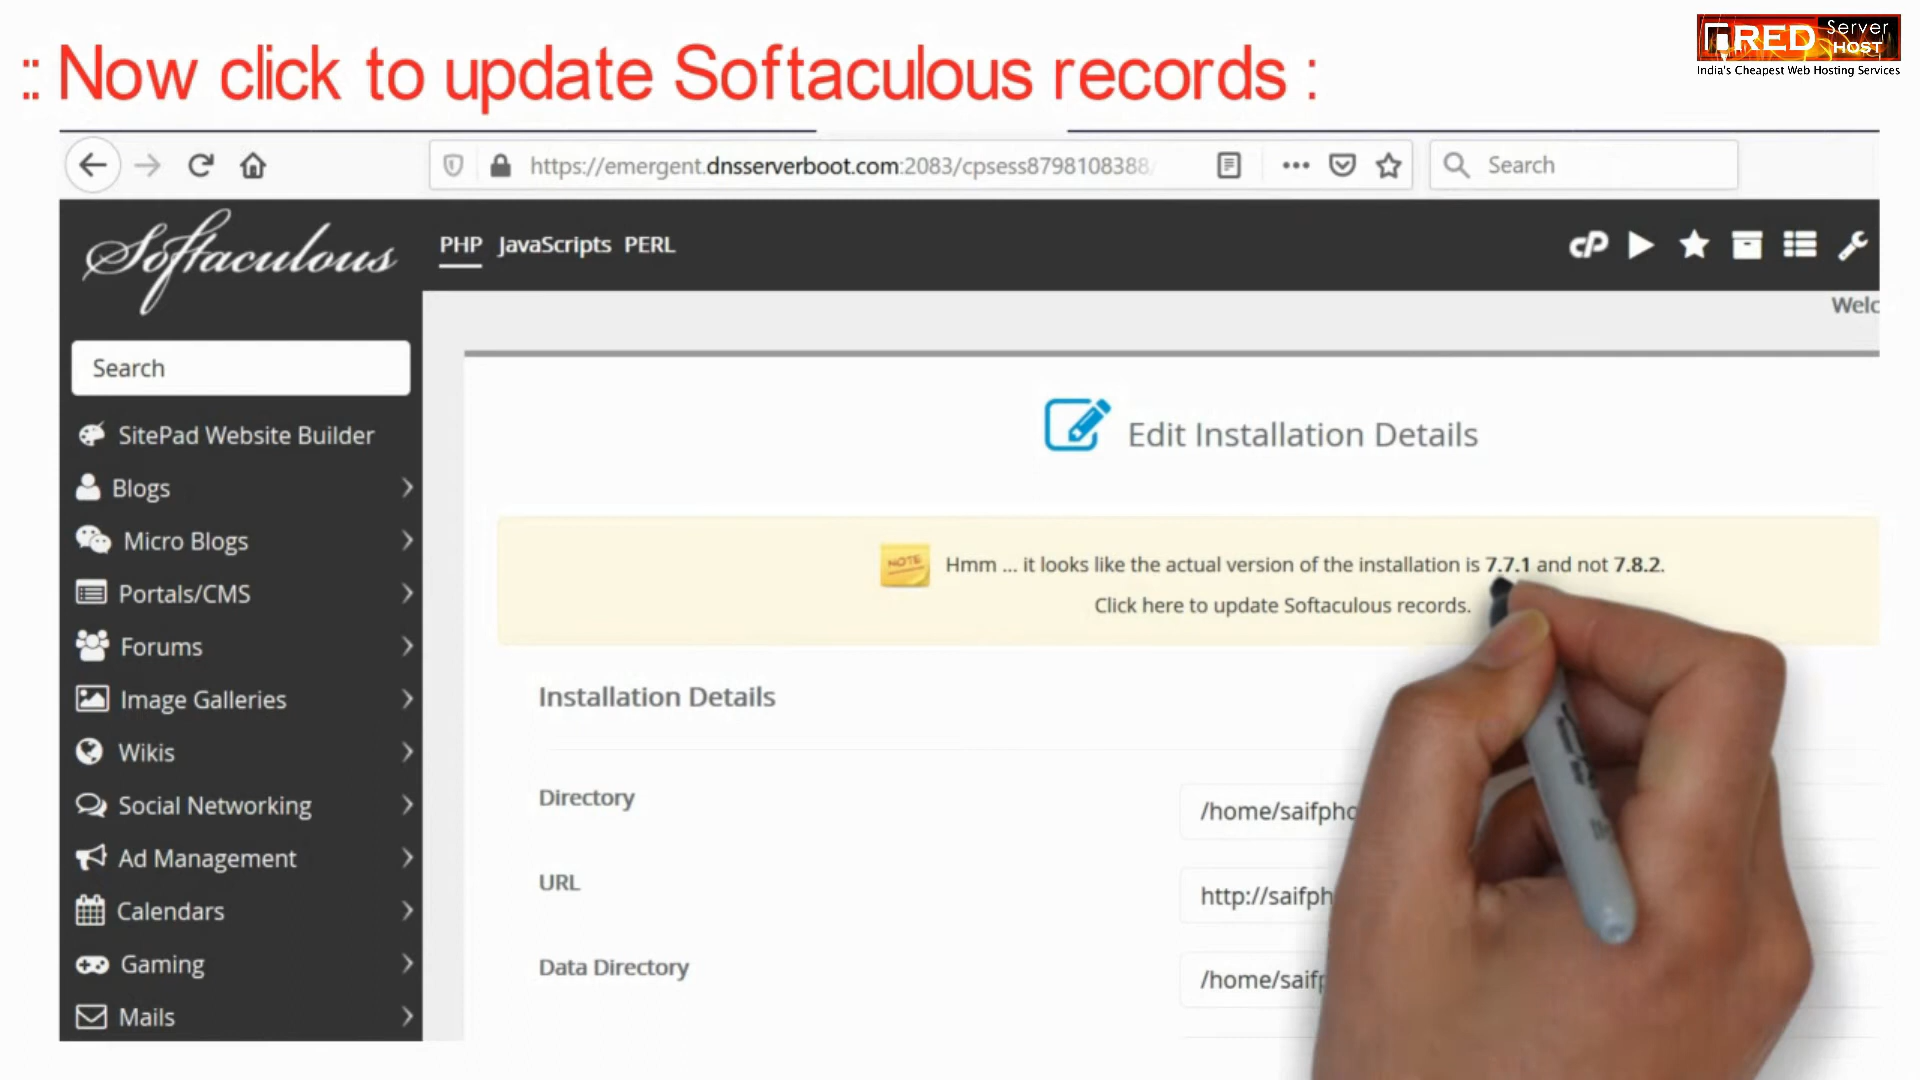 :: Now click to update Softaculous records :
RED Server HOST
India's Cheapest Web Hosting Services
https://emergent.dnsserverboot.com:2083/cpsess8798108388/
Search
Softaculous
PHP JavaScripts PERL
cP
Search
SitePad Website Builder
Blogs
Micro Blogs
Portals/CMS
Forums
Image Galleries
Wikis
Social Networking
Ad Management
Calendars
Gaming
Mails
Welc
Edit Installation Details
NOTE
Hmm ... it looks like the actual version of the installation is 7.7.1 and not 7.8.2.
Click here to update Softaculous records.
Installation Details
Directory
/home/saifpho
URL
http://saifph
Data Directory
/home/saifp